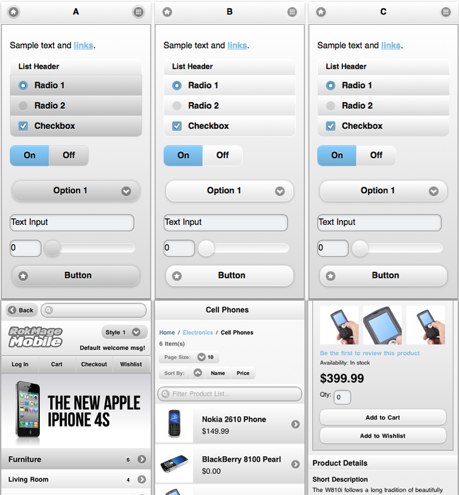 A
Sample text and links.
List Header
Radio 1
Radio 2
Checkbox
On Off
Option 1
Text Input
0
Button
B
Sample text and links.
List Header
Radio 1
Radio 2
Checkbox
On Off
Option 1
Text Input
0
Button
C
Sample text and links.
List Header
Radio 1
Radio 2
Checkbox
On Off
Option 1
Text Input
0
Button
Back
RokMage
Mobile
Style 1
Default welcome msg!
Log In Cart Checkout Wishlist
THE NEW APPLE
IPHONE 4S
Furniture 6
Living Room 4
Cell Phones
Home / Electronics / Cell Phones
6 Item(s)
Page Size: 10
Sort By: Name Price
Filter Product List...
Nokia 2610 Phone
$149.99
BlackBerry 8100 Pearl
$0.00
Be the first to review this product
Availability: In stock
$399.99
Qty: 0
Add to Cart
Add to Wishlist
Product Details
Short Description
The W810i follows a long tradition of beautifully